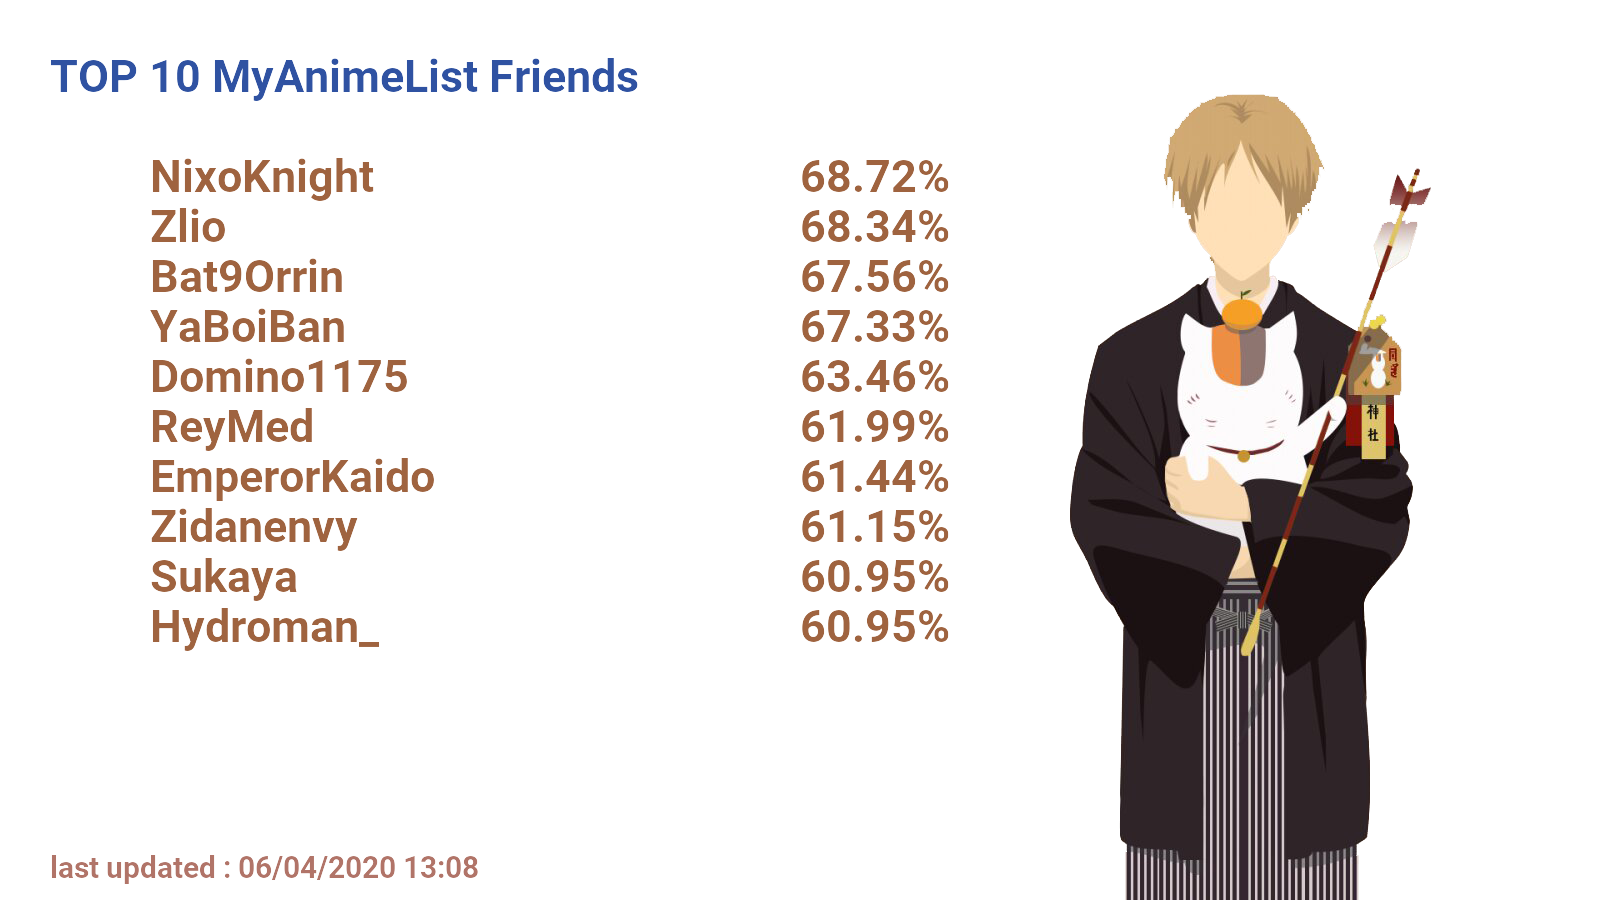 TOP 10 MyAnimeList Friends
NixoKnight 68.72%
Zlio 68.34%
Bat9Orrin 67.56%
YaBoiBan 67.33%
Domino1175 63.46%
ReyMed 61.99%
EmperorKaido 61.44%
Zidanenvy 61.15%
Sukaya 60.95%
Hydroman_ 60.95%
神
社
last updated : 06/04/2020 13:08